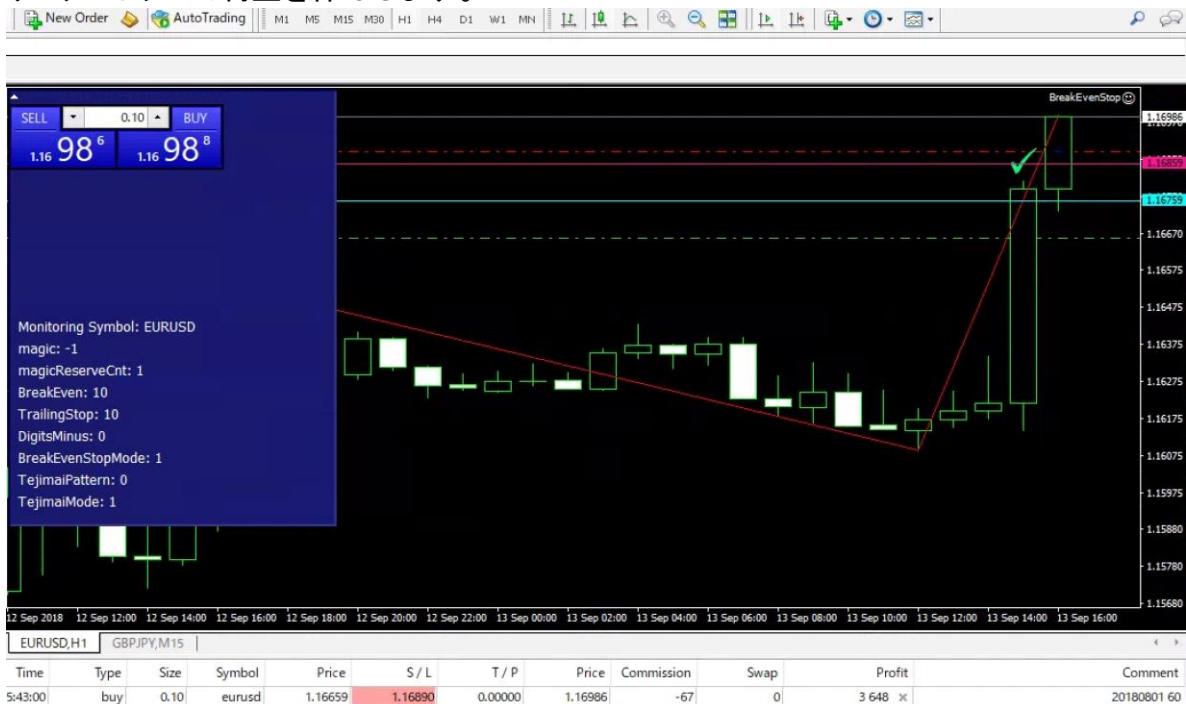 New Order AutoTrading M1 M5 M15 M30 H1 H4 D1 W1 MN
BreakEvenStop
SELL 0.10 BUY
1.16 98 6 1.16 98 8
1.16986
1.16859
1.16759
1.16670
1.16575
1.16475
1.16375
1.16275
1.16175
1.16075
1.15975
1.15880
1.15780
1.15680
Monitoring Symbol: EURUSD
magic: -1
magicReserveCnt: 1
BreakEven: 10
TrailingStop: 10
DigitsMinus: 0
BreakEvenStopMode: 1
TejimaiPattern: 0
TejimaiMode: 1
12 Sep 2018 12 Sep 12:00 12 Sep 14:00 12 Sep 16:00 12 Sep 18:00 12 Sep 20:00 12 Sep 22:00 13 Sep 00:00 13 Sep 02:00 13 Sep 04:00 13 Sep 06:00 13 Sep 08:00 13 Sep 10:00 13 Sep 12:00 13 Sep 14:00 13 Sep 16:00
EURUSD,H1 GBPJPY,M15
Time Type Size Symbol Price S / L T / P Price Commission Swap Profit Comment
5:43:00 buy 0.10 eurusd 1.16659 1.16890 0.00000 1.16986 -67 0 3 648 20180801 60